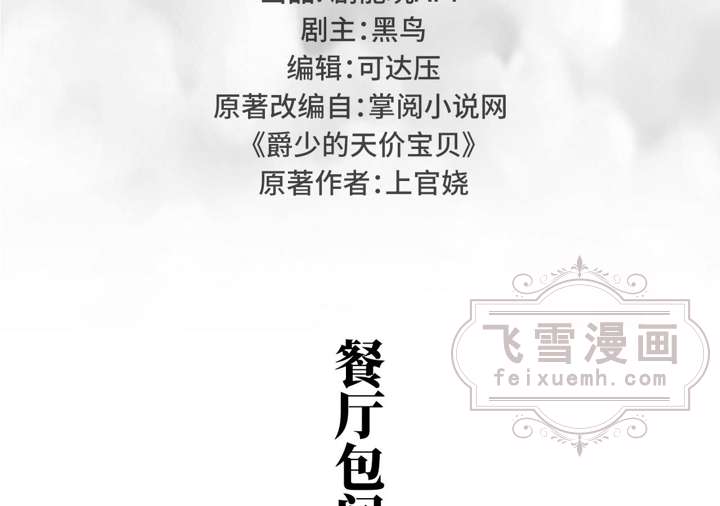 剧主：黑鸟
编辑：可达压
原著改编自：掌阅小说网
《爵少的天价宝贝》
原著作者：上官娆
飞雪漫画
feixuemh.com
餐厅包